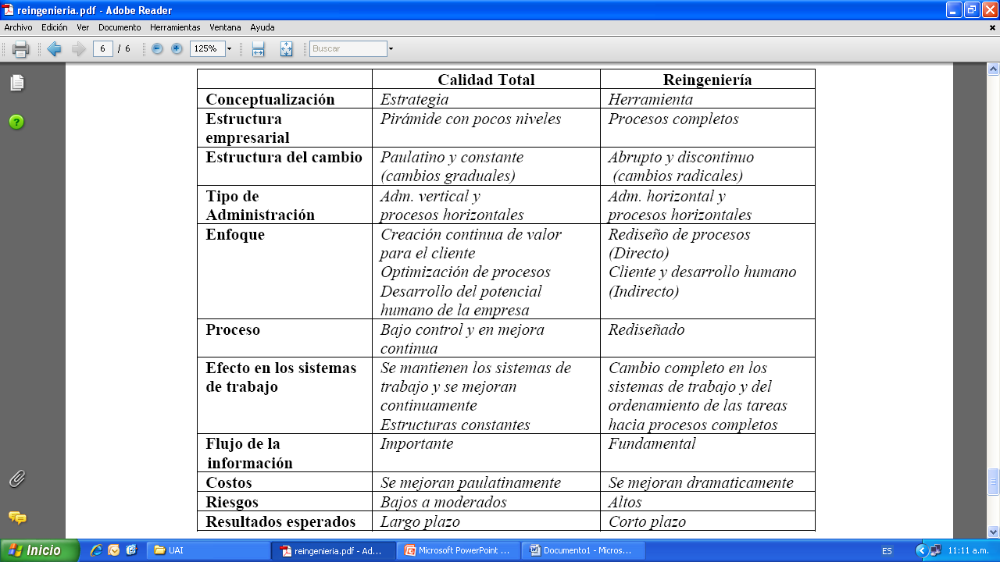 reingenieria.pdf - Adobe Reader
Archivo Edición Ver Documento Herramientas Ventana Ayuda
6 / 6 125% Buscar
Calidad Total Reingeniería
Conceptualización Estrategia Herramienta
Estructura Pirámide con pocos niveles Procesos completos
empresarial
Estructura del cambio Paulatino y constante Abrupto y discontinuo
(cambios graduales) (cambios radicales)
Tipo de Adm. vertical y Adm. horizontal y
Administración procesos horizontales procesos horizontales
Enfoque Creación continua de valor Rediseño de procesos
para el cliente (Directo)
Optimización de procesos Cliente y desarrollo humano
Desarrollo del potencial (Indirecto)
humano de la empresa
Proceso Bajo control y en mejora Rediseñado
continua
Efecto en los sistemas Se mantienen los sistemas de Cambio completo en los
de trabajo trabajo y se mejoran sistemas de trabajo y del
continuamente ordenamiento de las tareas
Estructuras constantes hacia procesos completos
Flujo de la Importante Fundamental
información
Costos Se mejoran paulatinamente Se mejoran dramaticamente
Riesgos Bajos a moderados Altos
Resultados esperados Largo plazo Corto plazo
Inicio UAI reingenieria.pdf - Ad... Microsoft PowerPoint ... Documento1 - Micros... ES 11:11 a.m.